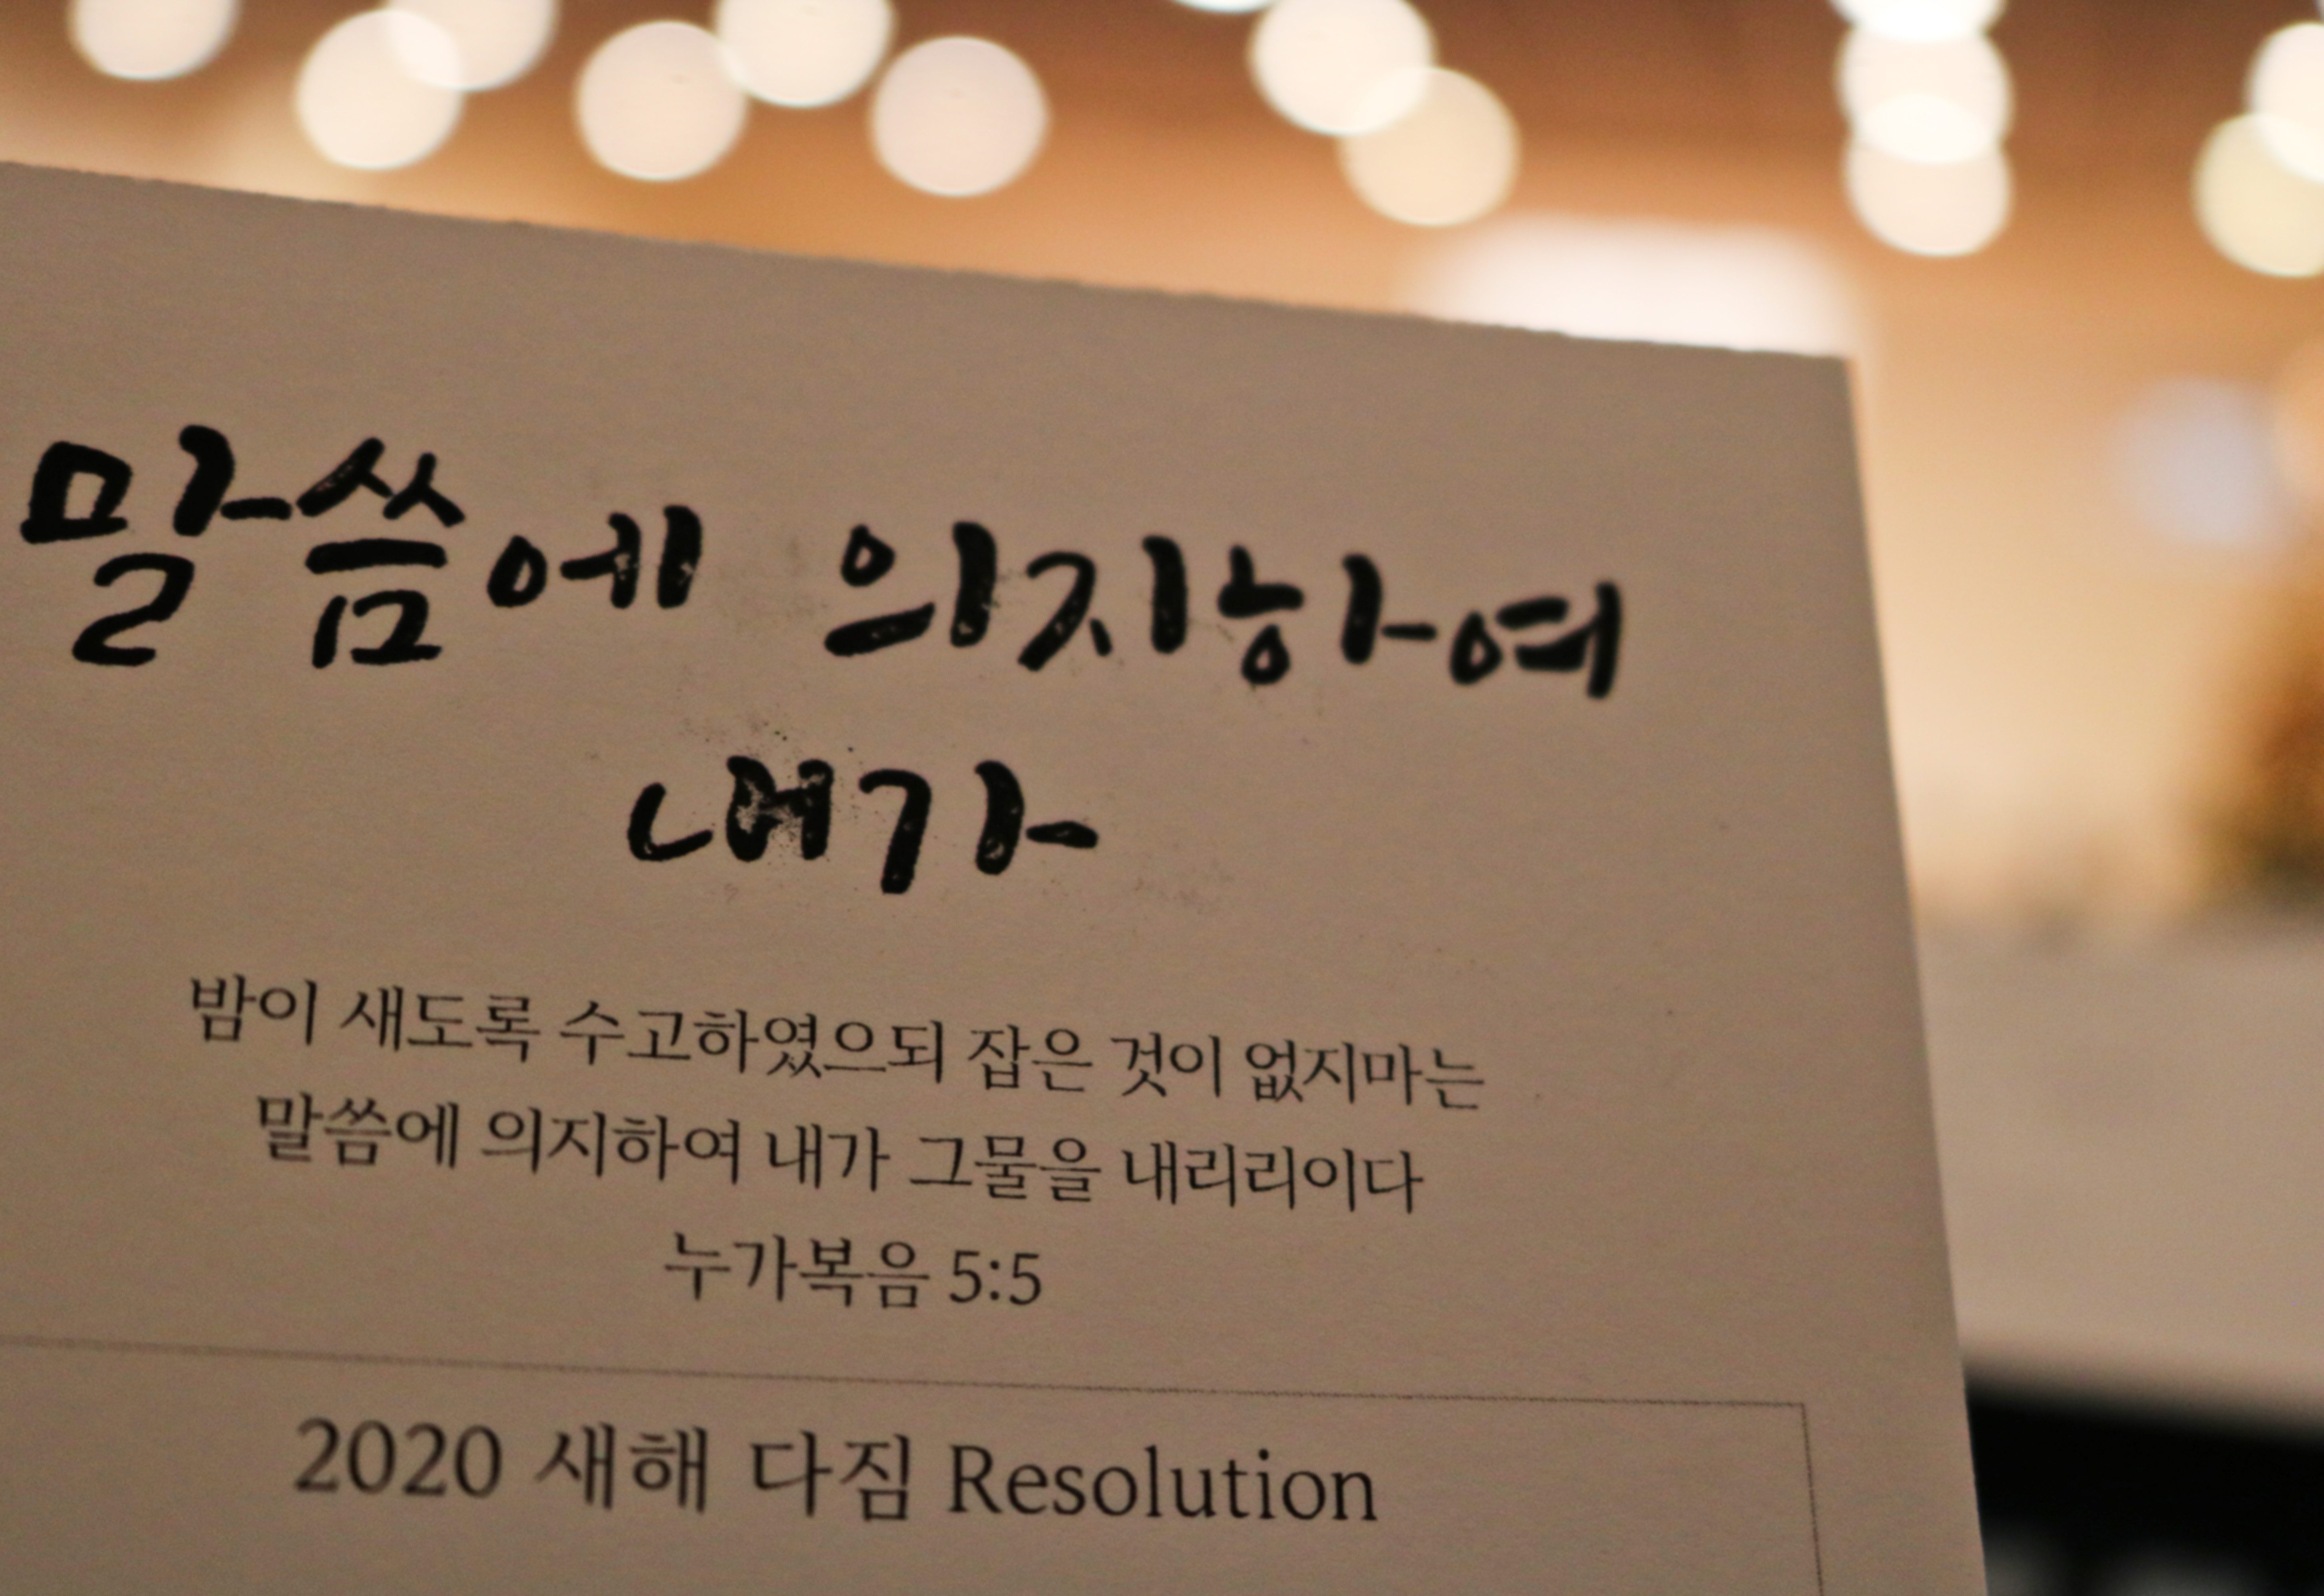 말씀에 의지하여
내가
밤이 새도록 수고하였으되 잡은 것이 없지마는
말씀에 의지하여 내가 그물을 내리리이다
누가복음 5:5
2020 새해 다짐 Resolution